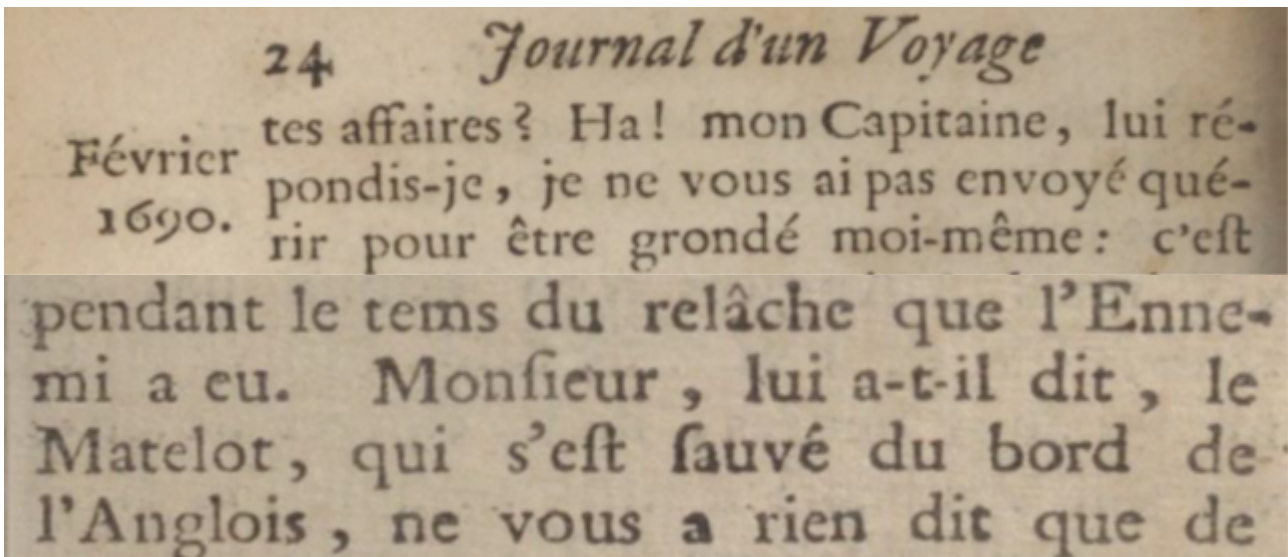 24 Journal d'un Voyage
Février
1690.
tes affaires? Ha! mon Capitaine, lui ré-
pondis-je, je ne vous ai pas envoyé qué-
rir pour être grondé moi-même: c'eſt
pendant le tems du relâche que l'Enne-
mi a eu. Monſieur, lui a-t-il dit, le
Matelot, qui s'eſt ſauvé du bord de
l'Anglois, ne vous a rien dit que de